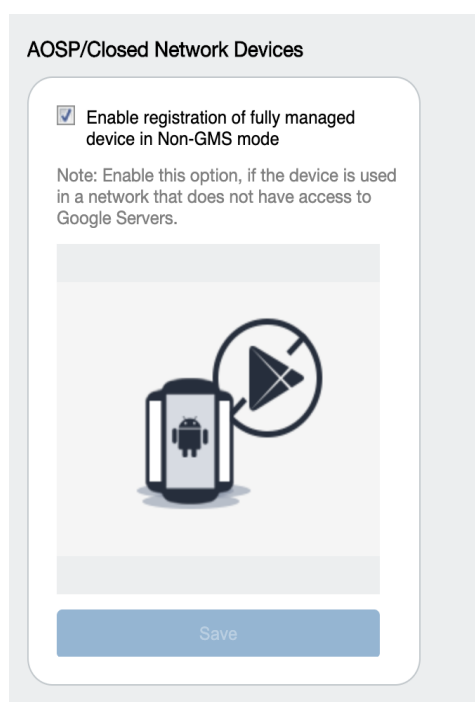 AOSP/Closed Network Devices
Enable registration of fully managed
device in Non-GMS mode
Note: Enable this option, if the device is used
in a network that does not have access to
Google Servers.
Save